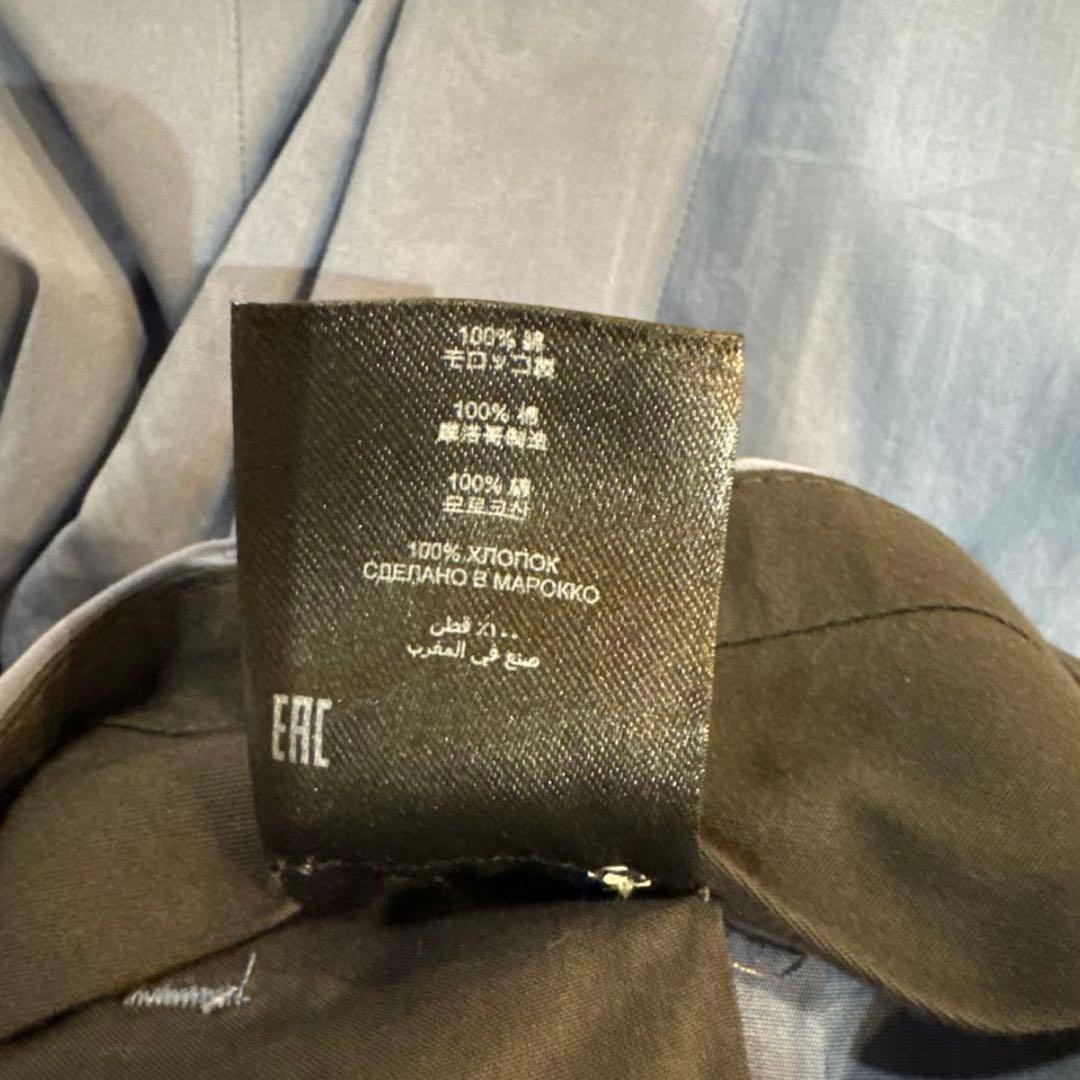 100% 綿
モロッコ製
100% 棉
摩洛哥製造
100% 綿
모로코산
100% ХЛОПОК
СДЕЛАНО В МАРОККО
١٠٠٪ قطن
صنع في المغرب
EAC